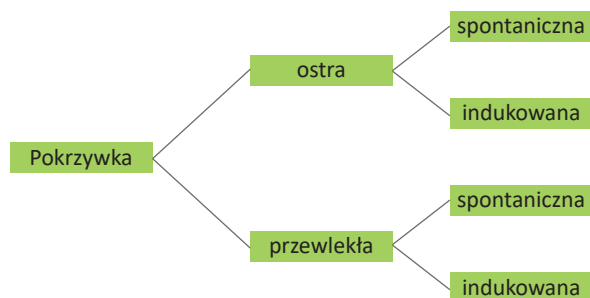 spontaniczna
ostra
indukowana
Pokrzywka
spontaniczna
przewlekła
indukowana